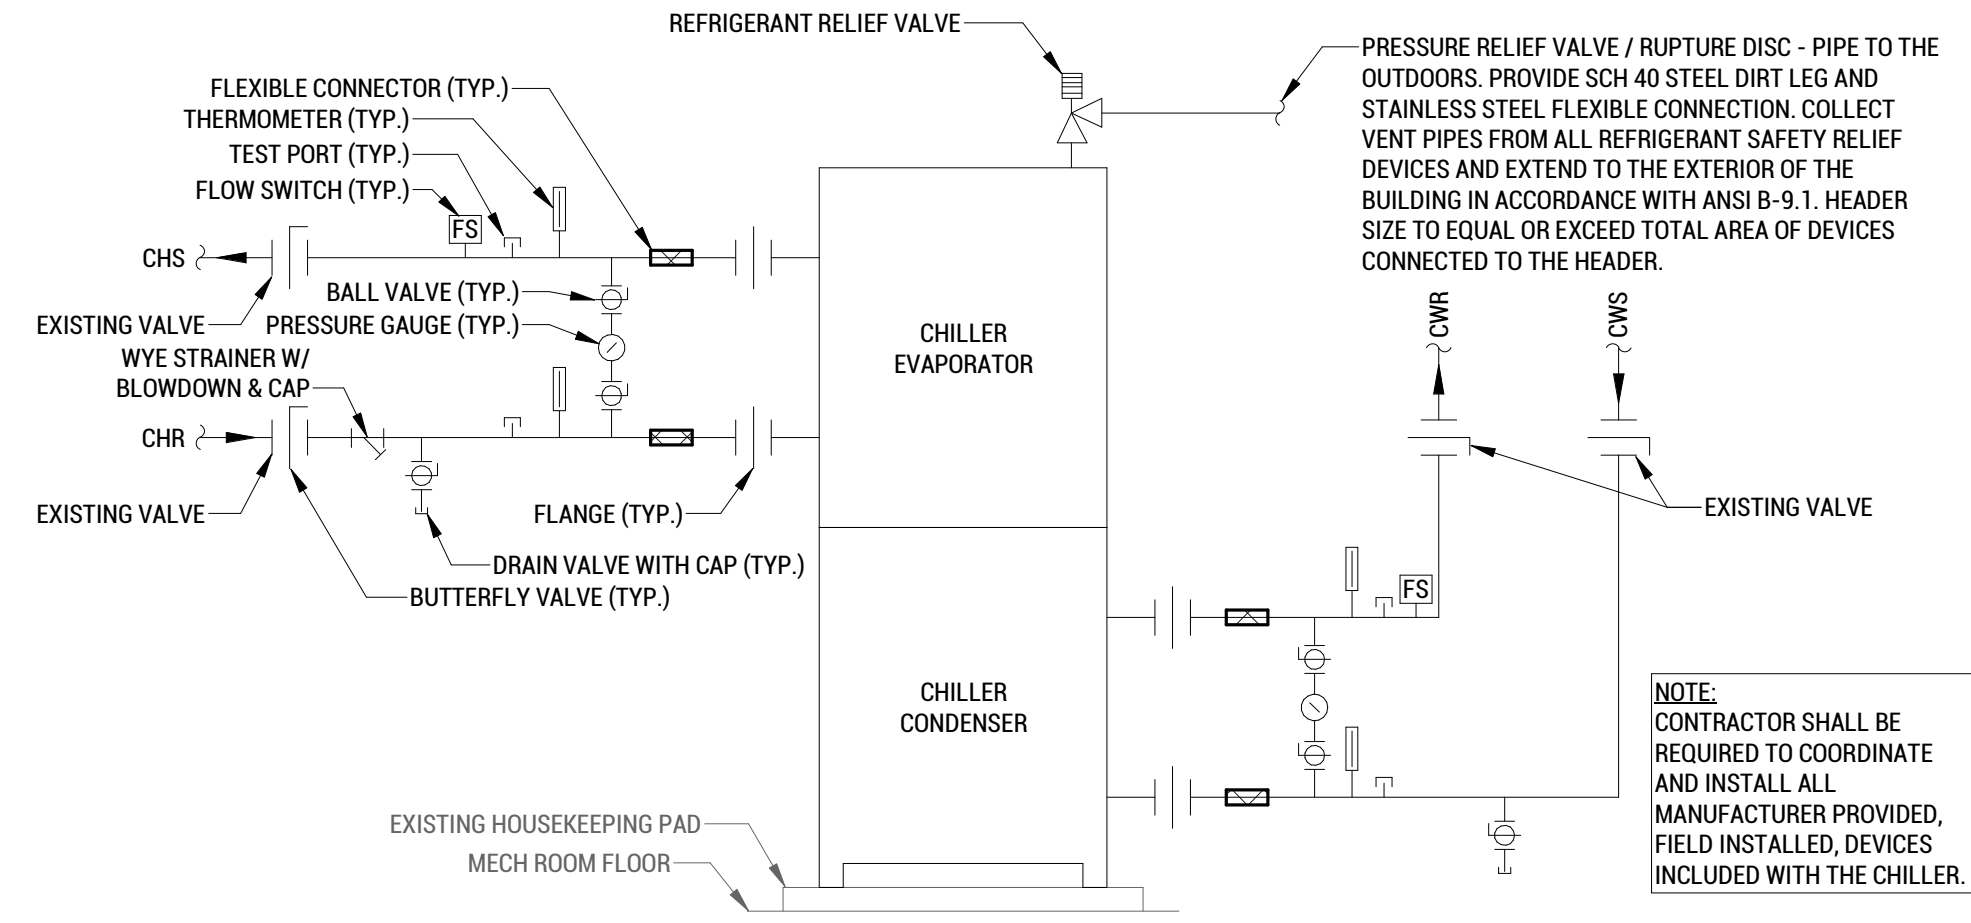 REFRIGERANT RELIEF VALVE
PRESSURE RELIEF VALVE / RUPTURE DISC - PIPE TO THE
OUTDOORS. PROVIDE SCH 40 STEEL DIRT LEG AND
STAINLESS STEEL FLEXIBLE CONNECTION. COLLECT
VENT PIPES FROM ALL REFRIGERANT SAFETY RELIEF
DEVICES AND EXTEND TO THE EXTERIOR OF THE
BUILDING IN ACCORDANCE WITH ANSI B-9.1. HEADER
SIZE TO EQUAL OR EXCEED TOTAL AREA OF DEVICES
CONNECTED TO THE HEADER.
FLEXIBLE CONNECTOR (TYP.)
THERMOMETER (TYP.)
TEST PORT (TYP.)
FLOW SWITCH (TYP.)
FS
CHS
BALL VALVE (TYP.)
EXISTING VALVE
PRESSURE GAUGE (TYP.)
WYE STRAINER W/
BLOWDOWN & CAP
CHR
EXISTING VALVE
FLANGE (TYP.)
DRAIN VALVE WITH CAP (TYP.)
BUTTERFLY VALVE (TYP.)
CHILLER
EVAPORATOR
CWR
CWS
EXISTING VALVE
FS
CHILLER
CONDENSER
EXISTING HOUSEKEEPING PAD
MECH ROOM FLOOR
NOTE:
CONTRACTOR SHALL BE
REQUIRED TO COORDINATE
AND INSTALL ALL
MANUFACTURER PROVIDED,
FIELD INSTALLED, DEVICES
INCLUDED WITH THE CHILLER.